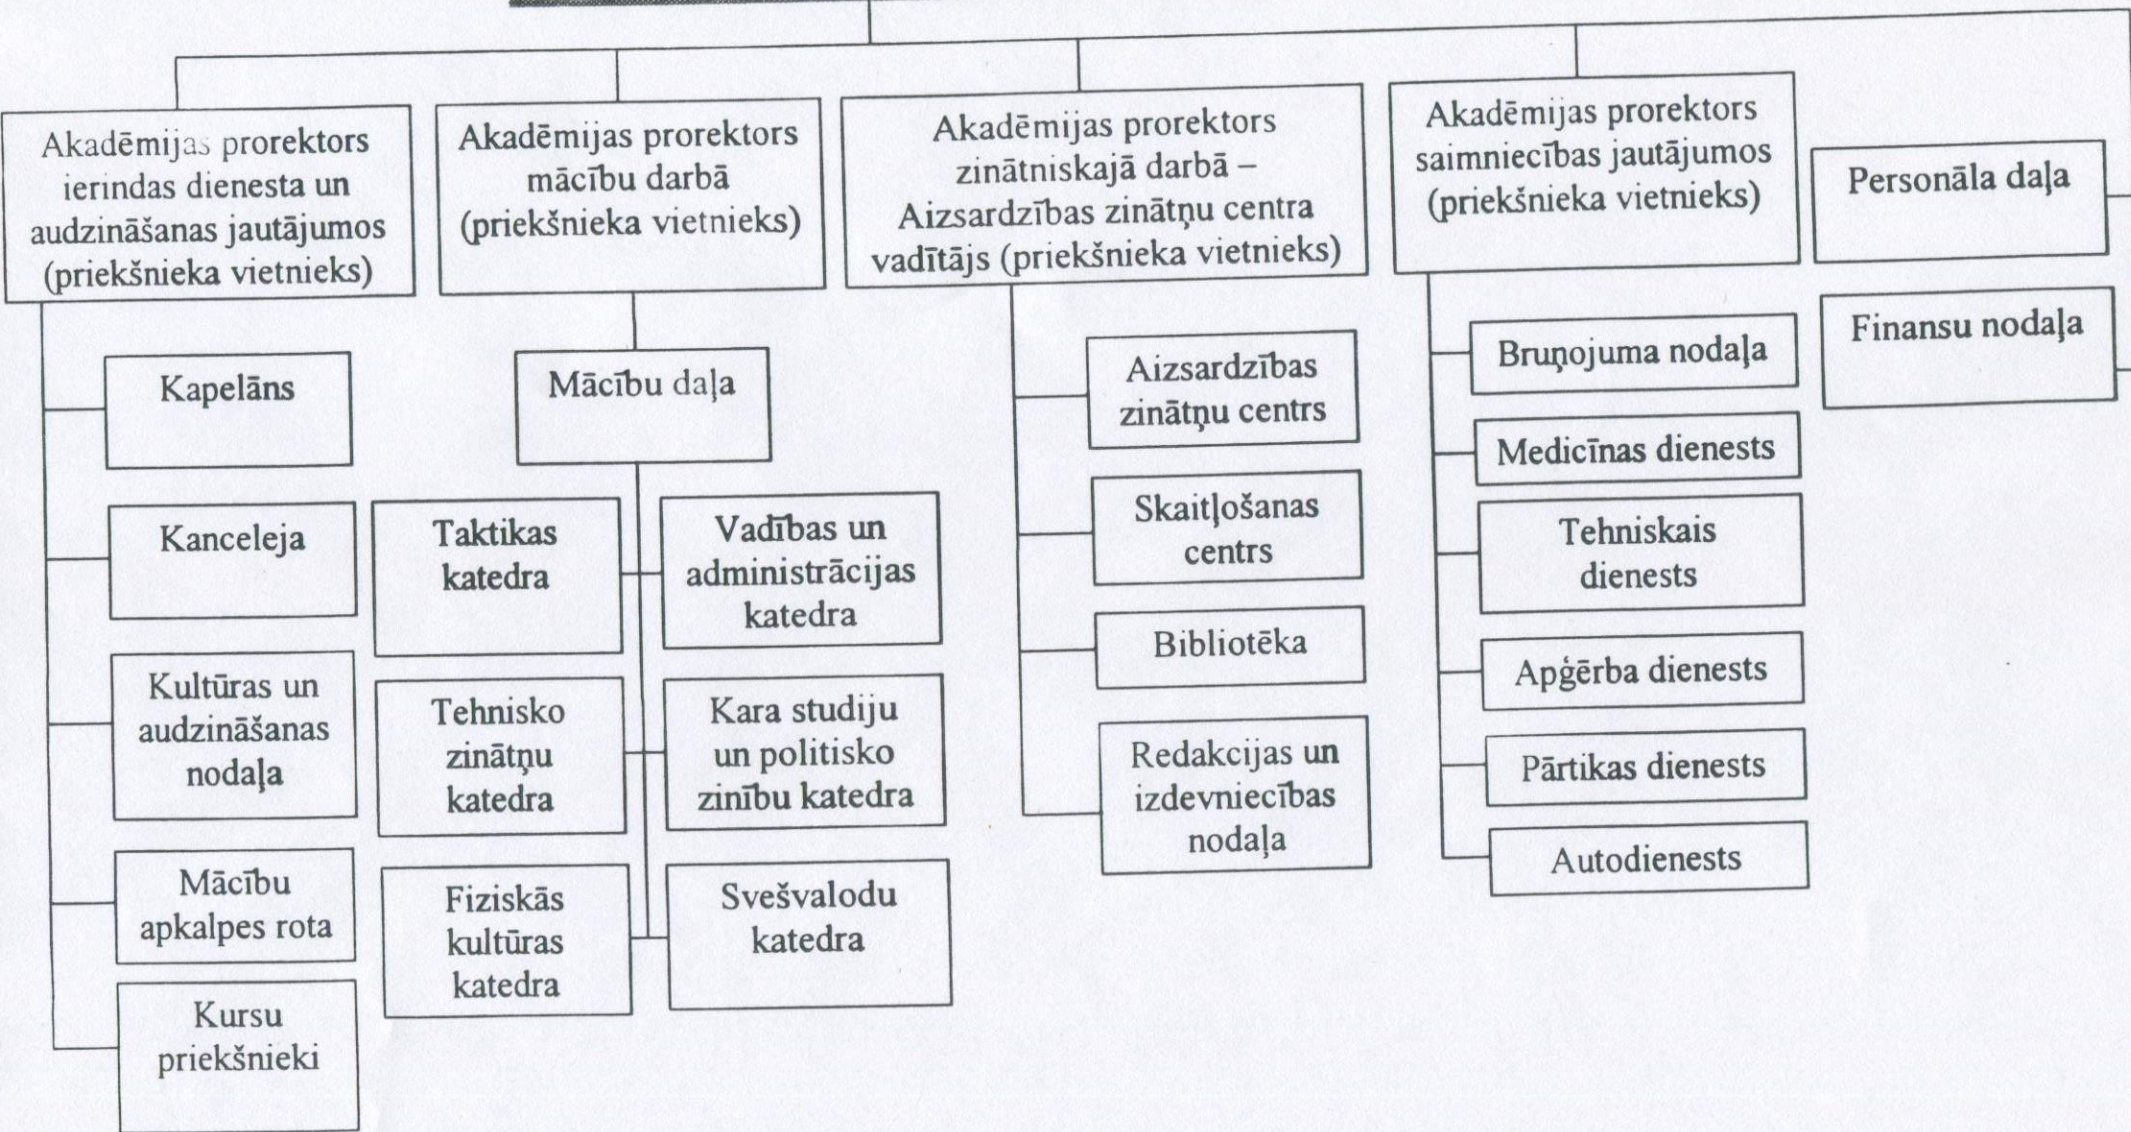 Akadēmijas prorektors
ierindas dienesta un
audzināšanas jautājumos
(priekšnieka vietnieks)
Akadēmijas prorektors
mācību darbā
(priekšnieka vietnieks)
Akadēmijas prorektors
zinātniskajā darbā –
Aizsardzības zinātņu centra
vadītājs (priekšnieka vietnieks)
Akadēmijas prorektors
saimniecības jautājumos
(priekšnieka vietnieks)
Personāla daļa
Finansu nodaļa
Kapelāns
Kanceleja
Kultūras un
audzināšanas
nodaļa
Mācību
apkalpes rota
Kursu
priekšnieki
Mācību daļa
Taktikas
katedra
Vadības un
administrācijas
katedra
Tehnisko
zinātņu
katedra
Kara studiju
un politisko
zinību katedra
Fiziskās
kultūras
katedra
Svešvalodu
katedra
Aizsardzības
zinātņu centrs
Skaitļošanas
centrs
Bibliotēka
Redakcijas un
izdevniecības
nodaļa
Bruņojuma nodaļa
Medicīnas dienests
Tehniskais
dienests
Apģērba dienests
Pārtikas dienests
Autodienests